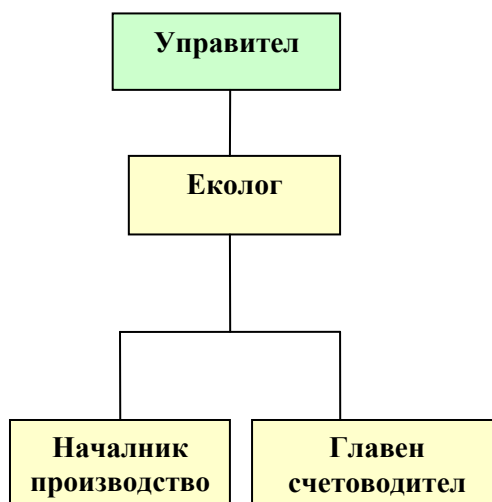 Управител
Еколог
Началник
производство
Главен
счетоводител